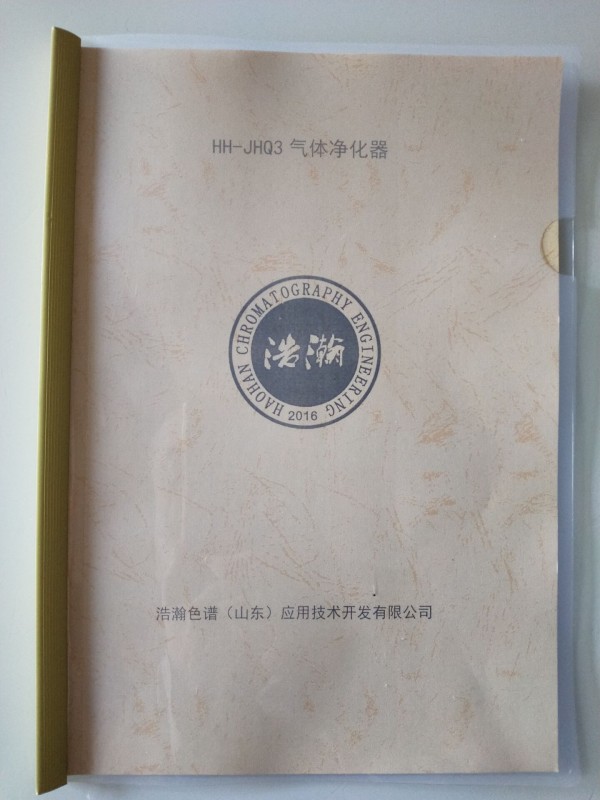 HH-JHQ3 气体净化器
HAOHAN CHROMATOGRAPHY ENGINEERING
浩瀚
2016
浩瀚色谱（山东）应用技术开发有限公司